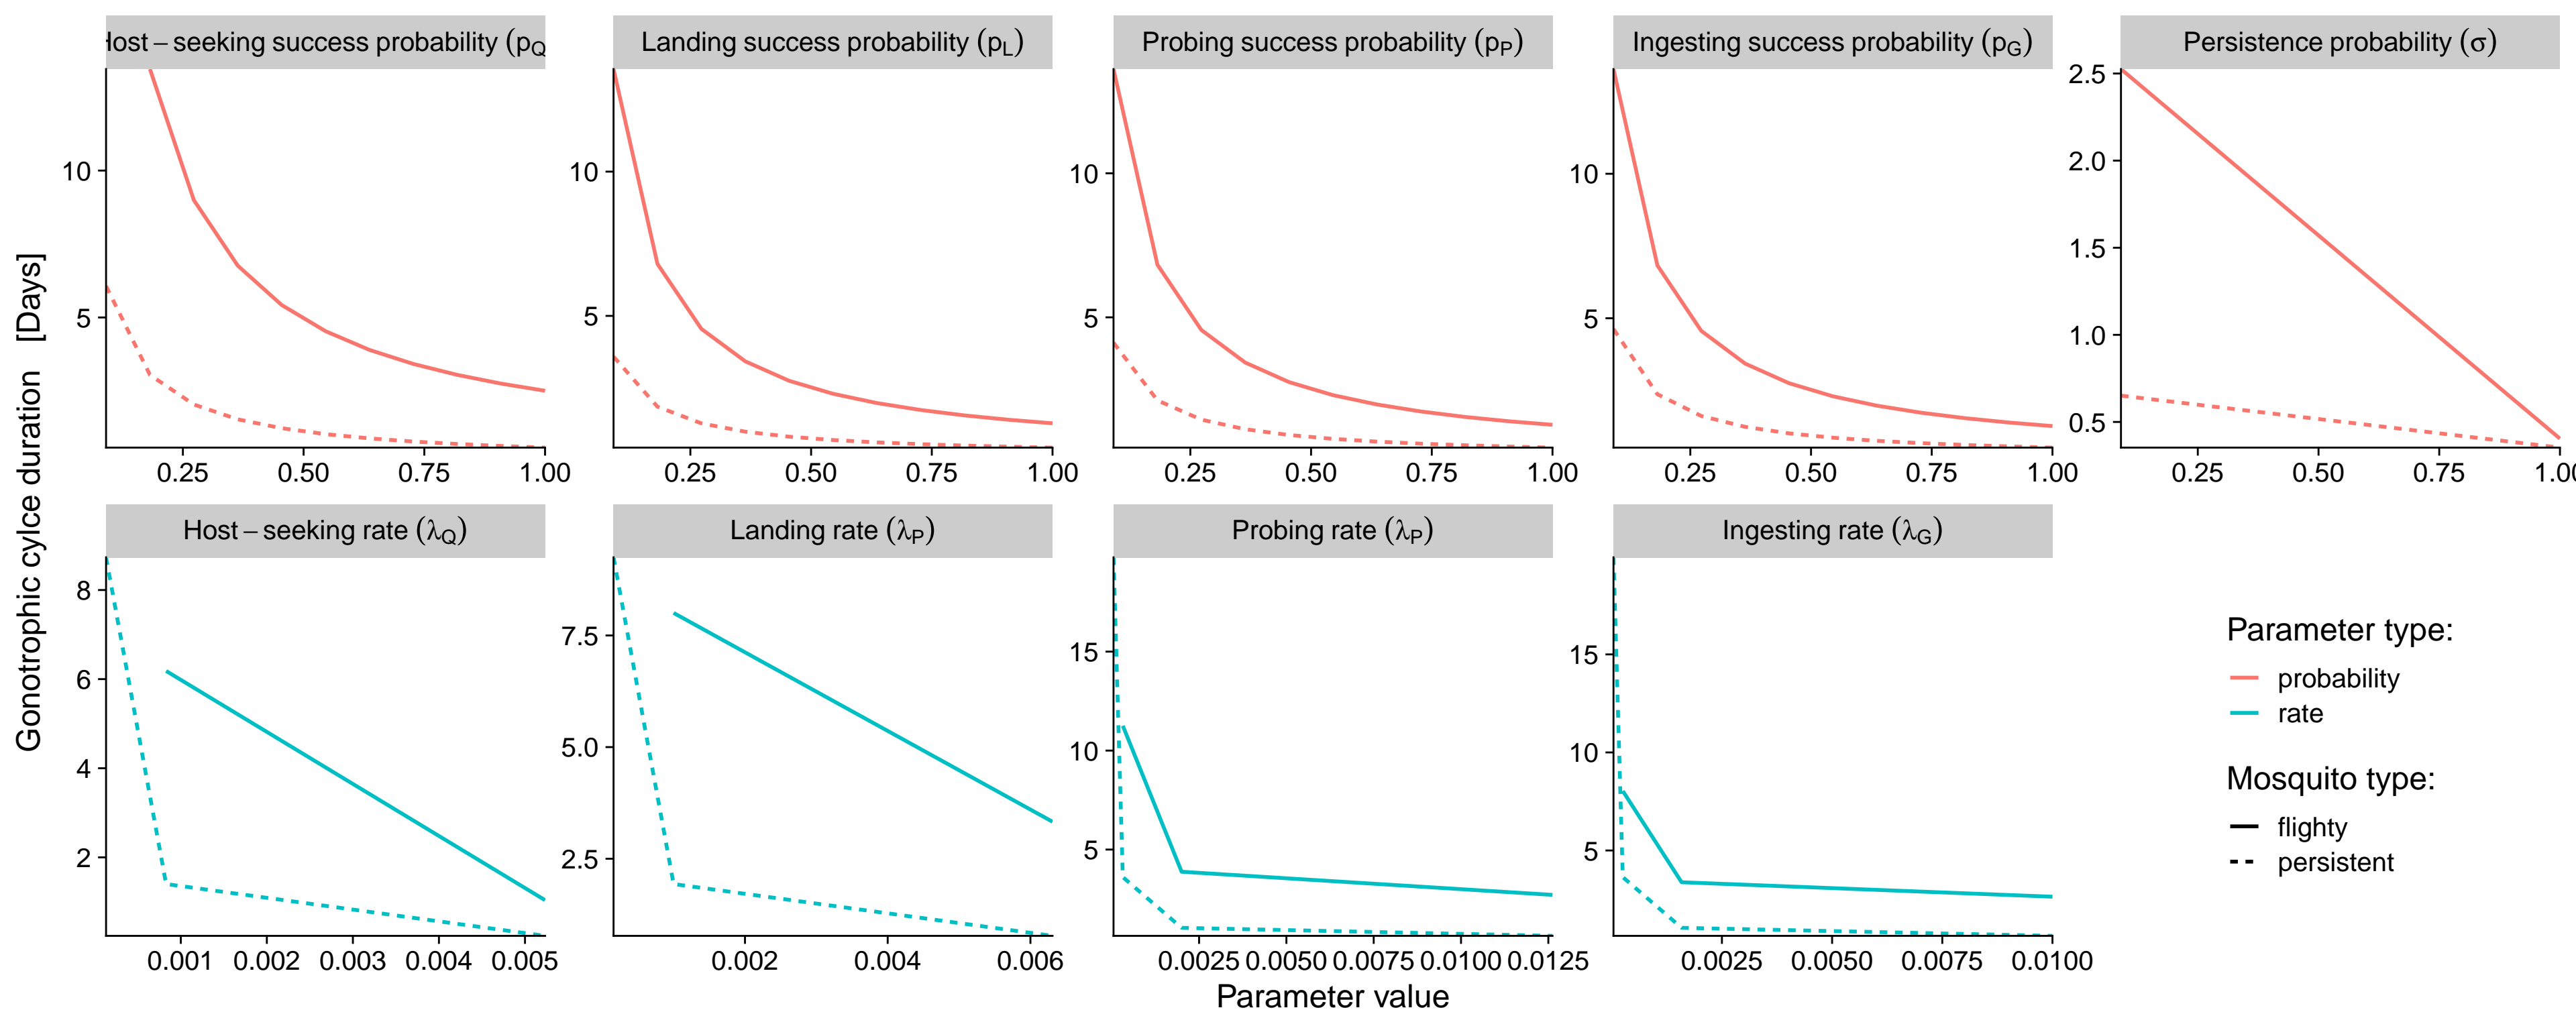 Host – seeking success probability (pQ
Landing success probability (pL)
Probing success probability (pP)
Ingesting success probability (pG)
Persistence probability (σ)
10
5
0.25 0.50 0.75 1.00
10
5
0.25 0.50 0.75 1.00
10
5
0.25 0.50 0.75 1.00
10
5
0.25 0.50 0.75 1.00
2.5
2.0
1.5
1.0
0.5
0.25 0.50 0.75 1.00
Gonotrophic cylce duration [Days]
Host – seeking rate (λQ)
Landing rate (λP)
Probing rate (λP)
Ingesting rate (λG)
8
6
4
2
0.001 0.002 0.003 0.004 0.005
7.5
5.0
2.5
0.002 0.004 0.006
15
10
5
0.0025 0.0050 0.0075 0.0100 0.0125
15
10
5
0.0025 0.0050 0.0075 0.0100
Parameter value
Parameter type:
probability
rate
Mosquito type:
flighty
persistent